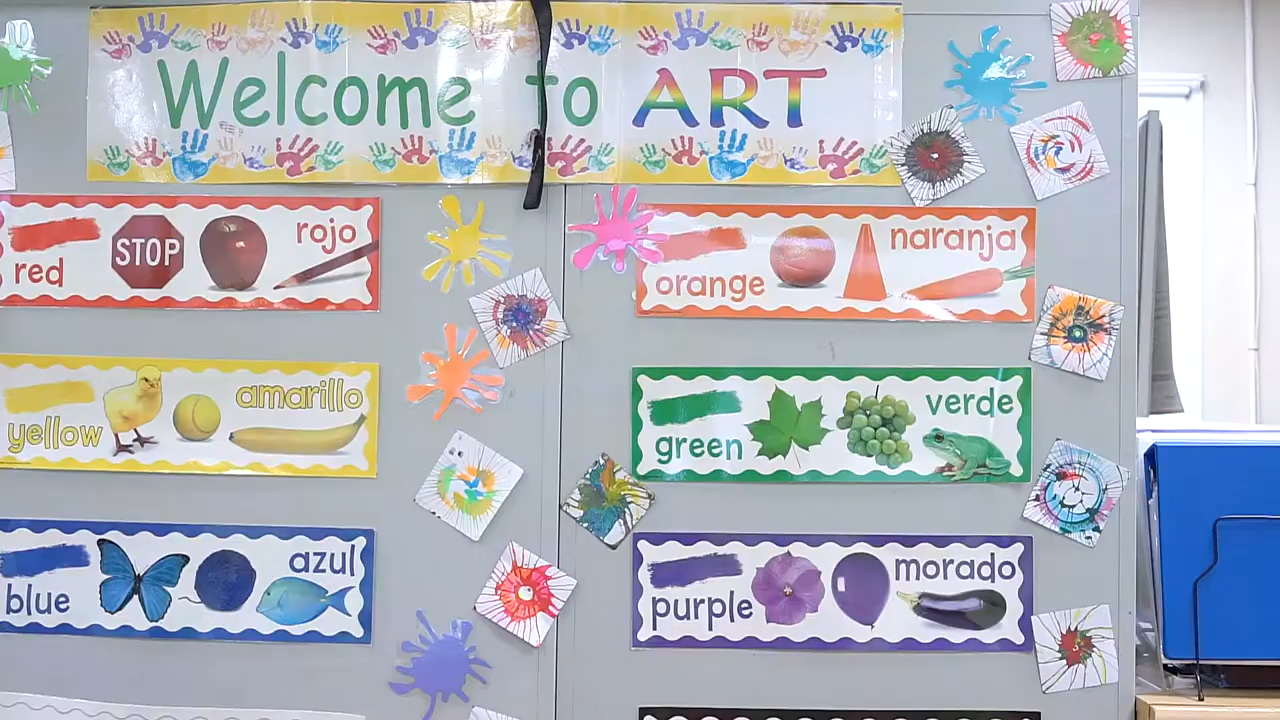 Welcome to ART
red
STOP
rojo
orange
naranja
yellow
amarillo
green
verde
blue
azul
purple
morado